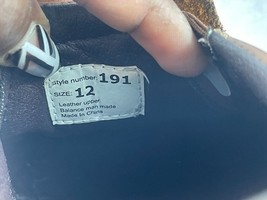 Style number: 191
SIZE: 12
Leather upper
Balance man made
Made in China